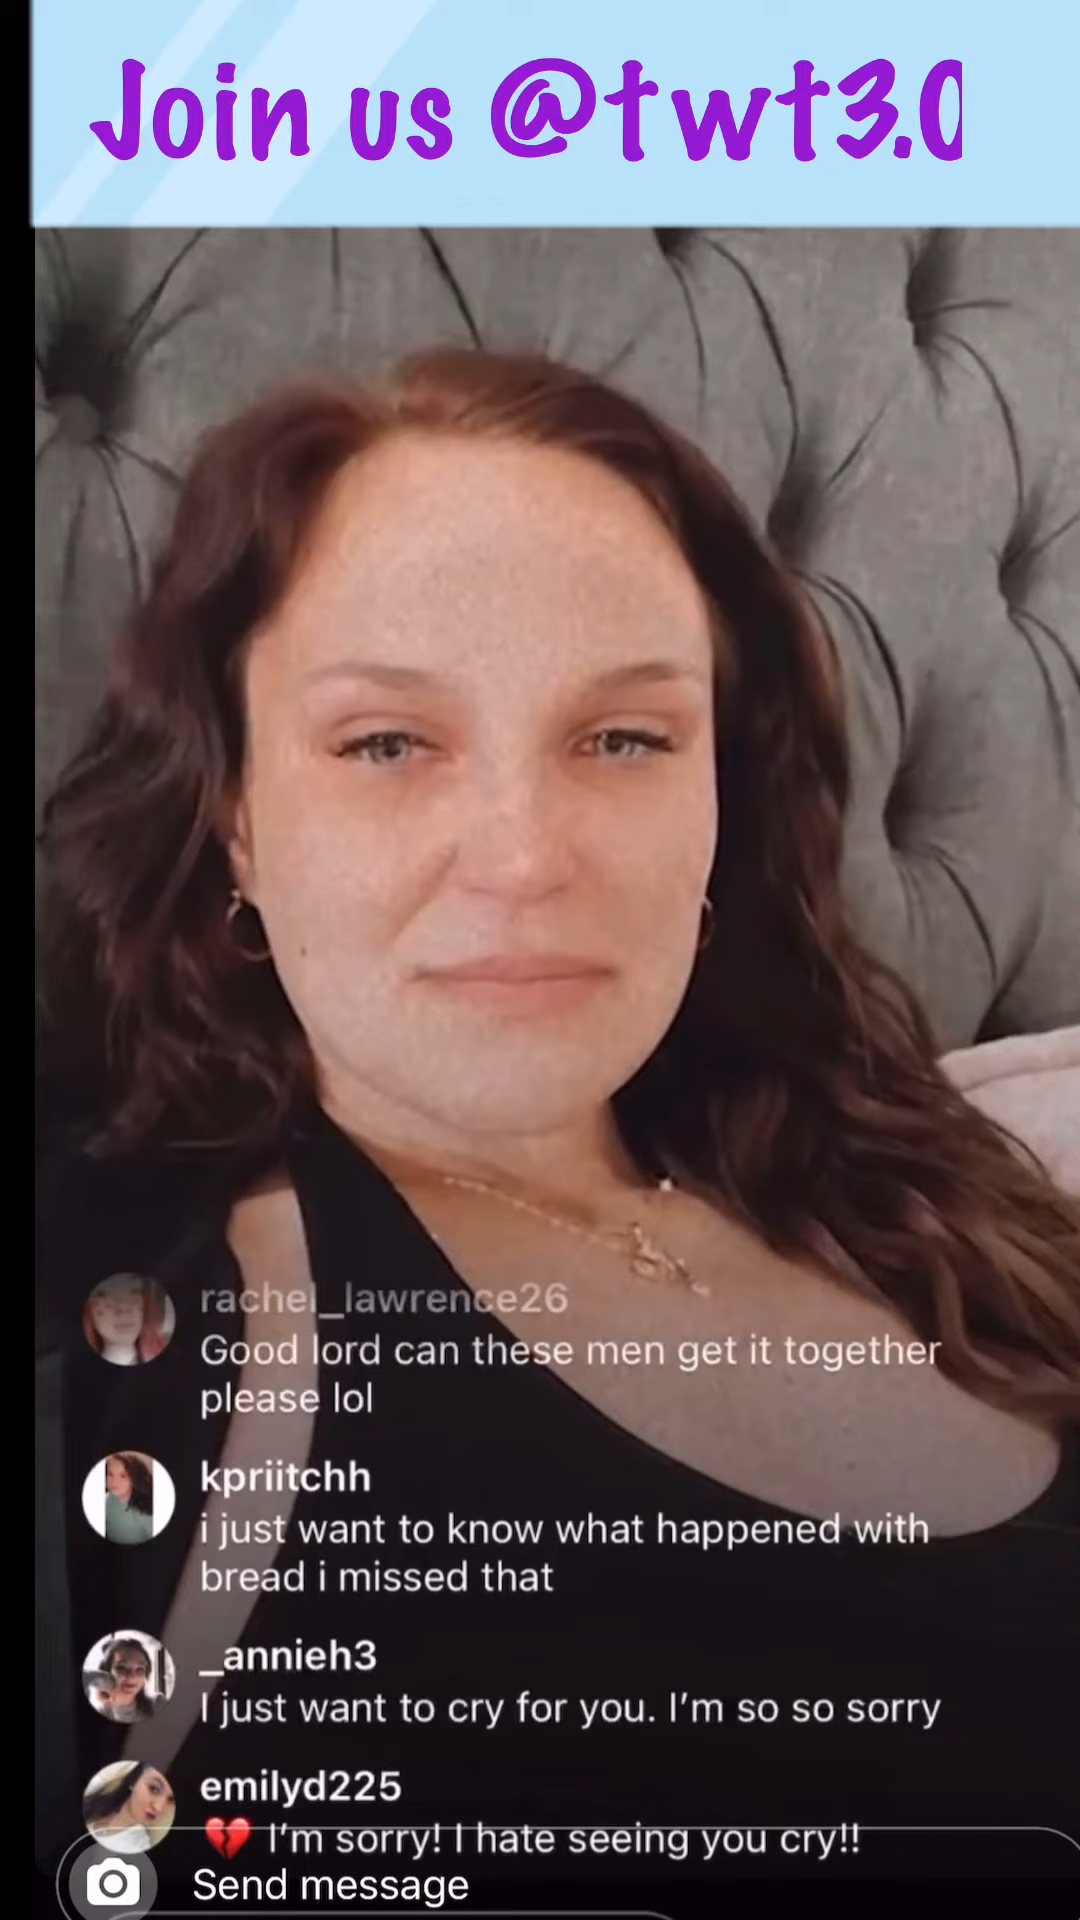 Join us @twt3.0
rachel_lawrence26
Good lord can these men get it together
please lol
kpriitchh
i just want to know what happened with
bread i missed that
_annieh3
I just want to cry for you. I’m so so sorry
emilyd225
💔 I’m sorry! I hate seeing you cry!!
Send message